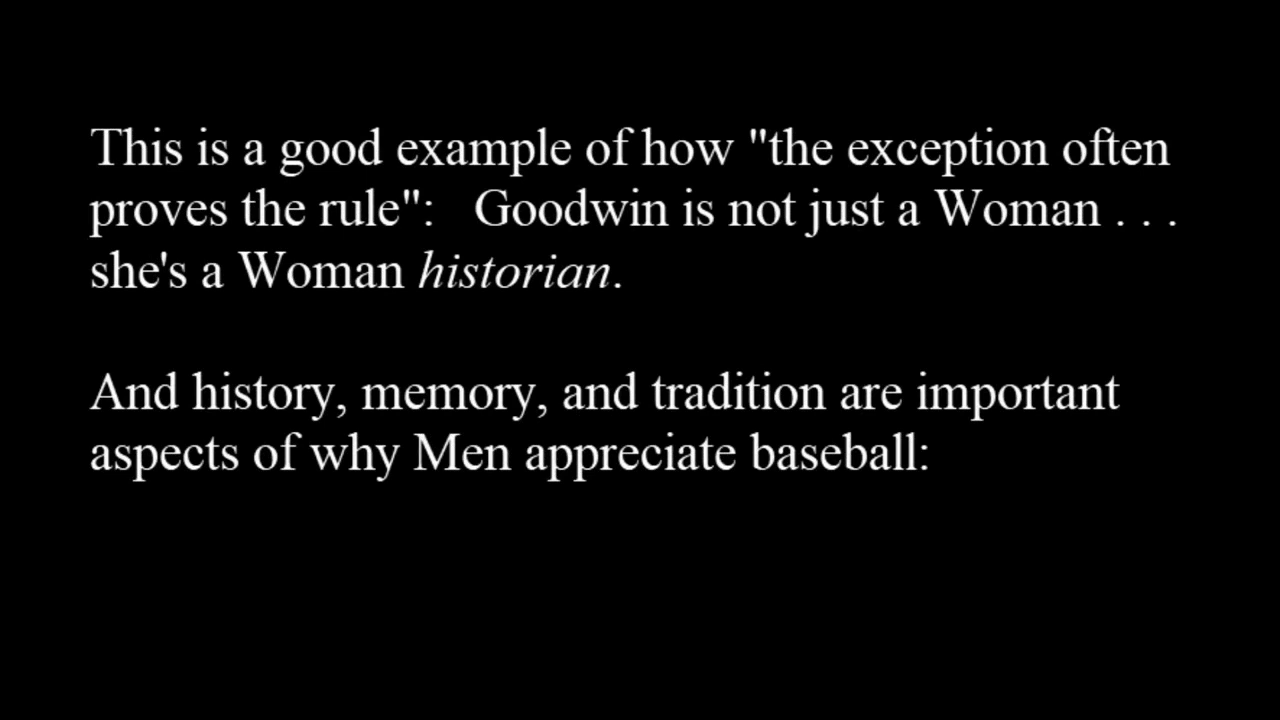 This is a good example of how "the exception often
proves the rule":   Goodwin is not just a Woman . . .
she's a Woman historian.
And history, memory, and tradition are important
aspects of why Men appreciate baseball: